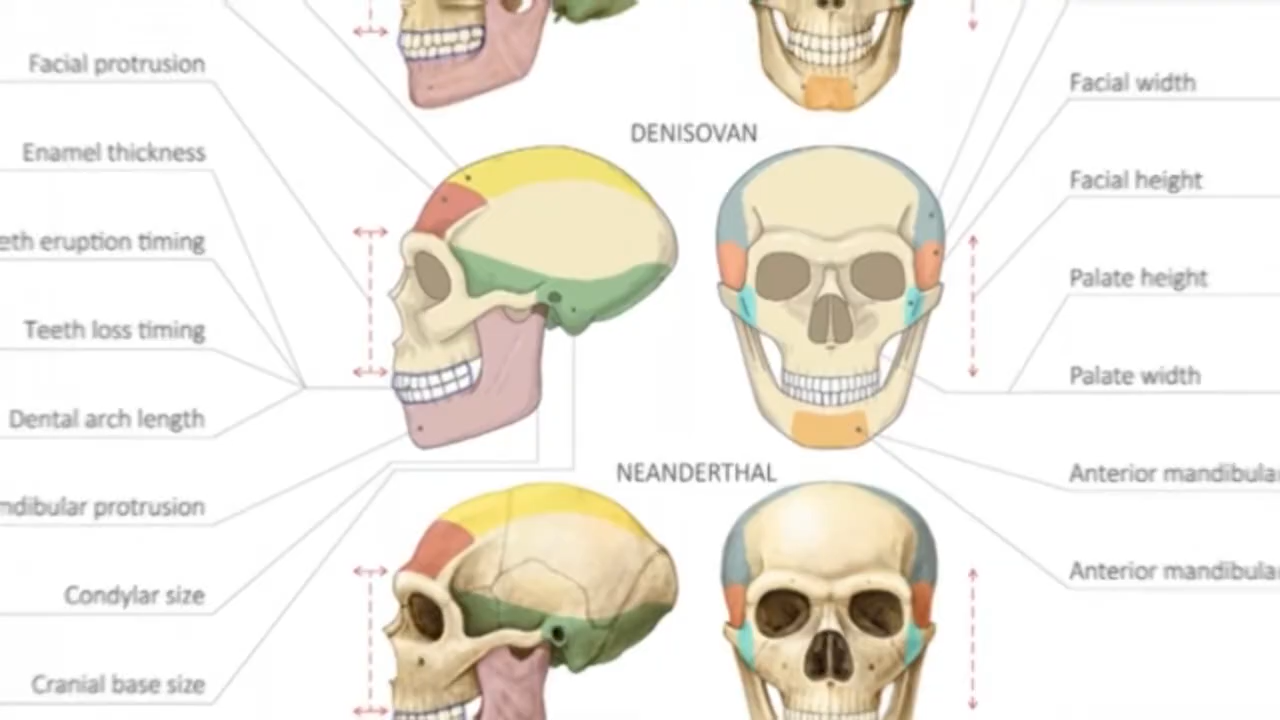 Facial protrusion
Enamel thickness
eth eruption timing
Teeth loss timing
Dental arch length
ndibular protrusion
Condylar size
Cranial base size
DENISOVAN
NEANDERTHAL
Facial width
Facial height
Palate height
Palate width
Anterior mandibular
Anterior mandibular